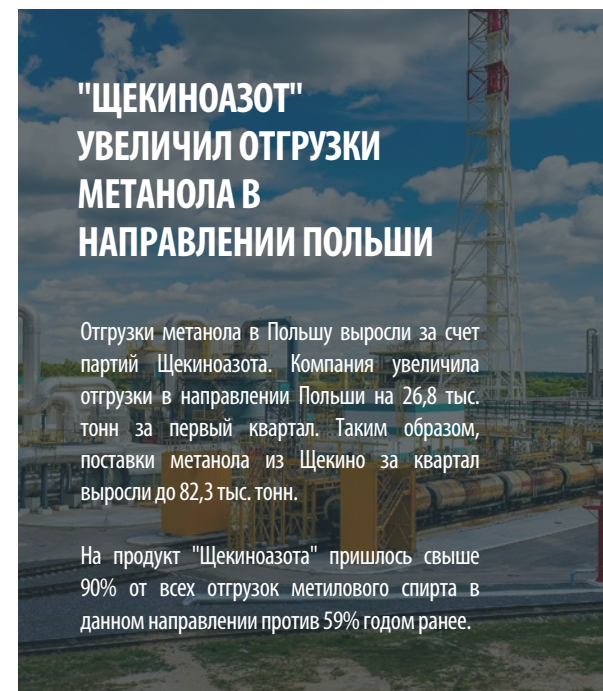 "ЩЕКИНОАЗОТ"
УВЕЛИЧИЛ ОТГРУЗКИ
МЕТАНОЛА В
НАПРАВЛЕНИИ ПОЛЬШИ
Отгрузки метанола в Польшу выросли за счет
партий Щекиноазота. Компания увеличила
отгрузки в направлении Польши на 26,8 тыс.
тонн за первый квартал. Таким образом,
поставки метанола из Щекино за квартал
выросли до 82,3 тыс. тонн.
На продукт "Щекиноазота" пришлось свыше
90% от всех отгрузок метилового спирта в
данном направлении против 59% годом ранее.